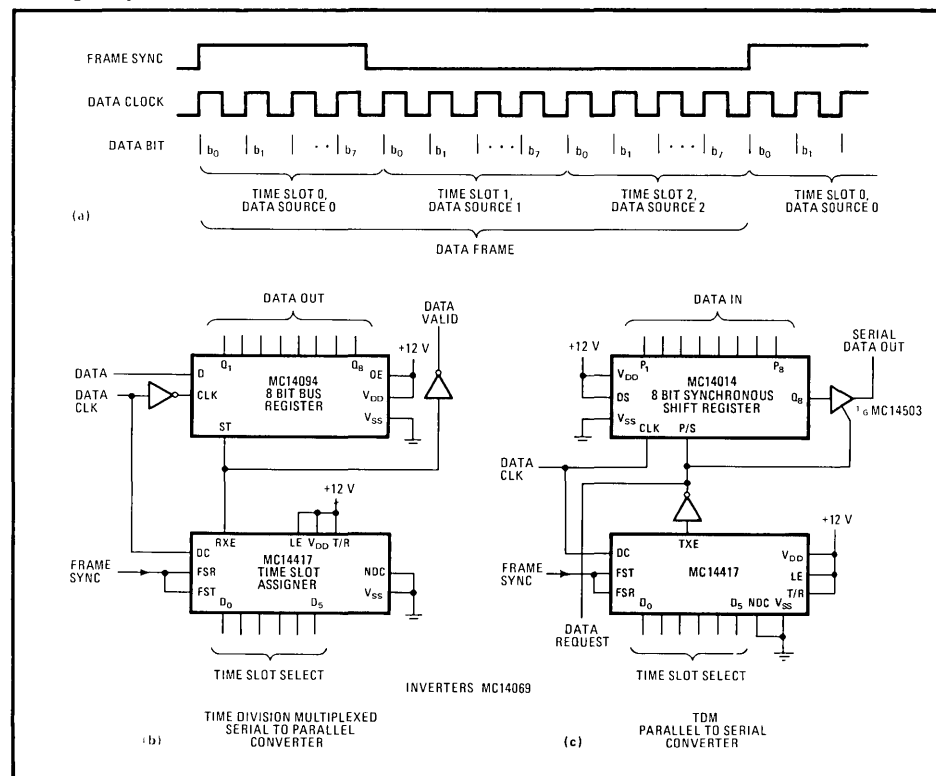 FRAME SYNC
DATA CLOCK
DATA BIT
b0 b1 ·· b7 b0 b1 ···· b7 b0 b1 ···· b7 b0 b1
TIME SLOT 0, DATA SOURCE 0
TIME SLOT 1, DATA SOURCE 1
TIME SLOT 2, DATA SOURCE 2
TIME SLOT 0, DATA SOURCE 0
(a)
DATA FRAME
DATA OUT
DATA VALID
+12 V
Q1 Q8 OE
DATA
D
MC14094
8 BIT BUS
REGISTER
VDD
DATA CLK
CLK
VSS
ST
+12 V
RXE LE VDD T/R
DC
MC14417
TIME SLOT
ASSIGNER
FRAME SYNC
FSR
FST
NDC
VSS
D0 D5
TIME SLOT SELECT
(b)
TIME DIVISION MULTIPLEXED
SERIAL TO PARALLEL
CONVERTER
DATA IN
SERIAL DATA OUT
+12 V
P1 P8
VDD
MC14014
8 BIT SYNCHRONOUS
SHIFT REGISTER
DS
Q8
VSS
CLK P/S
MC14503
DATA CLK
+12 V
TXE
DC
VDD
FRAME SYNC
FST
MC14417
LE
FSR
T/R
D0 D5 NDC VSS
DATA REQUEST
TIME SLOT SELECT
INVERTERS MC14069
(c)
TDM
PARALLEL TO SERIAL
CONVERTER